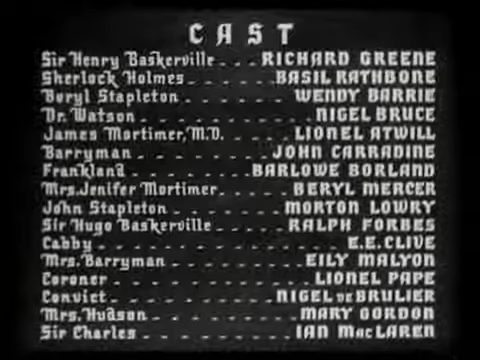 CAST
Sir Henry Baskerville . . . RICHARD GREENE
Sherlock Holmes . . . . . . BASIL RATHBONE
Beryl Stapleton . . . . . . . . WENDY BARRIE
Dr. Watson . . . . . . . . . . . NIGEL BRUCE
James Mortimer, M.D. . . . . . LIONEL ATWILL
Barryman . . . . . . . . . JOHN CARRADINE
Frankland . . . . . . . . BARLOWE BORLAND
Mrs. Jenifer Mortimer . . . . . BERYL MERCER
John Stapleton . . . . . . . MORTON LOWRY
Sir Hugo Baskerville . . . . . RALPH FORBES
Cabby . . . . . . . . . . . . . . . E.E. CLIVE
Mrs. Barryman . . . . . . . . . EILY MALYON
Coroner . . . . . . . . . . . . LIONEL PAPE
Convict . . . . . . . . . NIGEL DE BRULIER
Mrs. Hudson . . . . . . . . . MARY GORDON
Sir Charles . . . . . . . . . IAN MACLAREN